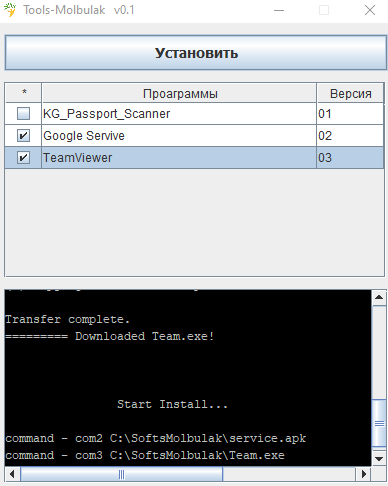 Tools-Molbulak v0.1
Установить
* Проаграммы Версия
KG_Passport_Scanner 01
Google Servive 02
TeamViewer 03
Transfer complete.
========= Downloaded Team.exe!
Start Install...
command - com2 C:\SoftsMolbulak\service.apk
command - com3 C:\SoftsMolbulak\Team.exe